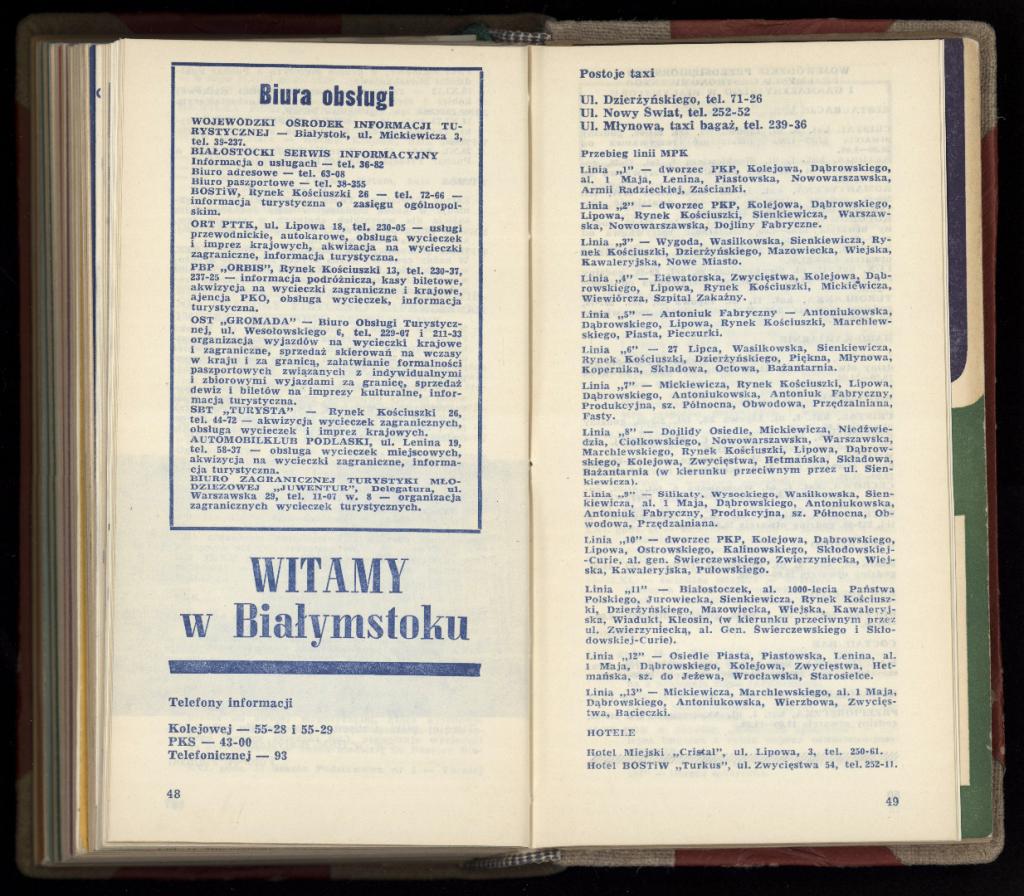 Biura obsługi
WOJEWÓDZKI OŚRODEK INFORMACJI TU-
RYSTYCZNEJ — Białystok, ul. Mickiewicza 3,
tel. 39-237.
BIAŁOSTOCKI SERWIS INFORMACYJNY
Informacja o usługach — tel. 36-82
Biuro adresowe — tel. 63-08
Biuro paszportowe — tel. 38-355
BOSTiW, Rynek Kościuszki 26 — tel. 72-66 —
informacja turystyczna o zasięgu ogólnopol-
skim.
ORT PTTK, ul. Lipowa 18, tel. 230-05 — usługi
przewodnickie, autokarowe, obsługa wycieczek
i imprez krajowych, akwizacja na wycieczki
zagraniczne, informacja turystyczna.
PBP „ORBIS”, Rynek Kościuszki 13, tel. 230-37,
237-25 — informacja podróżnicza, kasy biletowe,
akwizycja na wycieczki zagraniczne i krajowe,
ajencja PKO, obsługa wycieczek, informacja
turystyczna.
OST „GROMADA” — Biuro Obsługi Turystycz-
nej, ul. Wesołowskiego 6, tel. 229-07 i 211-33
organizacja wyjazdów na wycieczki krajowe
i zagraniczne, sprzedaż skierowań na wczasy
w kraju i za granicą, załatwianie formalności
paszportowych związanych z indywidualnymi
i zbiorowymi wyjazdami za granicę, sprzedaż
dewiz i biletów na imprezy kulturalne, infor-
macja turystyczna.
SBT „TURYSTA” — Rynek Kościuszki 26,
tel. 44-72 — akwizycja wycieczek zagranicznych,
obsługa wycieczek i imprez krajowych.
AUTOMOBILKLUB PODLASKI, ul. Lenina 19,
tel. 58-37 — obsługa wycieczek miejscowych,
akwizycja na wycieczki zagraniczne, informa-
cja turystyczna.
BIURO ZAGRANICZNEJ TURYSTYKI MŁO-
DZIEŻOWEJ „JUWENTUR”, Delegatura, ul.
Warszawska 29, tel. 11-07 w. 8 — organizacja
zagranicznych wycieczek turystycznych.
WITAMY
w Białymstoku
Telefony informacji
Kolejowej — 55-28 i 55-29
PKS — 43-00
Telefonicznej — 93
48
Postoje taxi
Ul. Dzierżyńskiego, tel. 71-26
Ul. Nowy Świat, tel. 252-52
Ul. Młynowa, taxi bagaż, tel. 239-36
Przebieg linii MPK
Linia „1” — dworzec PKP, Kolejowa, Dąbrowskiego,
al. 1 Maja, Lenina, Piastowska, Nowowarszawska,
Armii Radzieckiej, Zaścianki.
Linia „2” — dworzec PKP, Kolejowa, Dąbrowskiego,
Lipowa, Rynek Kościuszki, Sienkiewicza, Warszaw-
ska, Nowowarszawska, Dojliny Fabryczne.
Linia „3” — Wygoda, Wasilkowska, Sienkiewicza, Ry-
nek Kościuszki, Dzierżyńskiego, Mazowiecka, Wiejska,
Kawaleryjska, Nowe Miasto.
Linia „4” — Elewatorska, Zwycięstwa, Kolejowa, Dąb-
rowskiego, Lipowa, Rynek Kościuszki, Mickiewicza,
Wiewiórcza, Szpital Zakaźny.
Linia „5” — Antoniuk Fabryczny — Antoniukowska,
Dąbrowskiego, Lipowa, Rynek Kościuszki, Marchlew-
skiego, Piasta, Pieczurki.
Linia „6” — 27 Lipca, Wasilkowska, Sienkiewicza,
Rynek Kościuszki, Dzierżyńskiego, Piękna, Młynowa,
Kopernika, Składowa, Octowa, Bażantarnia.
Linia „7” — Mickiewicza, Rynek Kościuszki, Lipowa,
Dąbrowskiego, Antoniukowska, Antoniuk Fabryczny,
Produkcyjna, sz. Północna, Obwodowa, Przędzalniana,
Fasty.
Linia „8” — Dojlidy Osiedle, Mickiewicza, Niedźwie-
dzia, Ciołkowskiego, Nowowarszawska, Warszawska,
Marchlewskiego, Rynek Kościuszki, Lipowa, Dąbrow-
skiego, Kolejowa, Zwycięstwa, Hetmańska, Składowa,
Bażantarnia (w kierunku przeciwnym przez ul. Sien-
kiewicza).
Linia „9” — Silikaty, Wysockiego, Wasilkowska, Sien-
kiewicza, al. 1 Maja, Dąbrowskiego, Antoniukowska,
Antoniuk Fabryczny, Produkcyjna, sz. Północna, Ob-
wodowa, Przędzalniana.
Linia „10” — dworzec PKP, Kolejowa, Dąbrowskiego,
Lipowa, Ostrowskiego, Kalinowskiego, Skłodowskiej-
-Curie, al. gen. Świerczewskiego, Zwierzyniecka, Wiej-
ska, Kawaleryjska, Pułowskiego.
Linia „11” — Białostoczek, al. 1000-lecia Państwa
Polskiego, Jurowiecka, Sienkiewicza, Rynek Kościusz-
ki, Dzierżyńskiego, Mazowiecka, Wiejska, Kawaleryj-
ska, Wiadukt, Kleosin, (w kierunku przeciwnym przez
ul. Zwierzyniecką, al. Gen. Świerczewskiego i Skło-
dowskiej-Curie).
Linia „12” — Osiedle Piasta, Piastowska, Lenina, al.
1 Maja, Dąbrowskiego, Kolejowa, Zwycięstwa, Het-
mańska, sz. do Jeżewa, Wrocławska, Starosielce.
Linia „13” — Mickiewicza, Marchlewskiego, al. 1 Maja,
Dąbrowskiego, Antoniukowska, Wierzbowa, Zwycięs-
twa, Bacieczki.
HOTELE
Hotel Miejski „Cristal”, ul. Lipowa, 3, tel. 250-61.
Hotel BOSTiW „Turkus”, ul. Zwycięstwa 54, tel. 252-11.
49